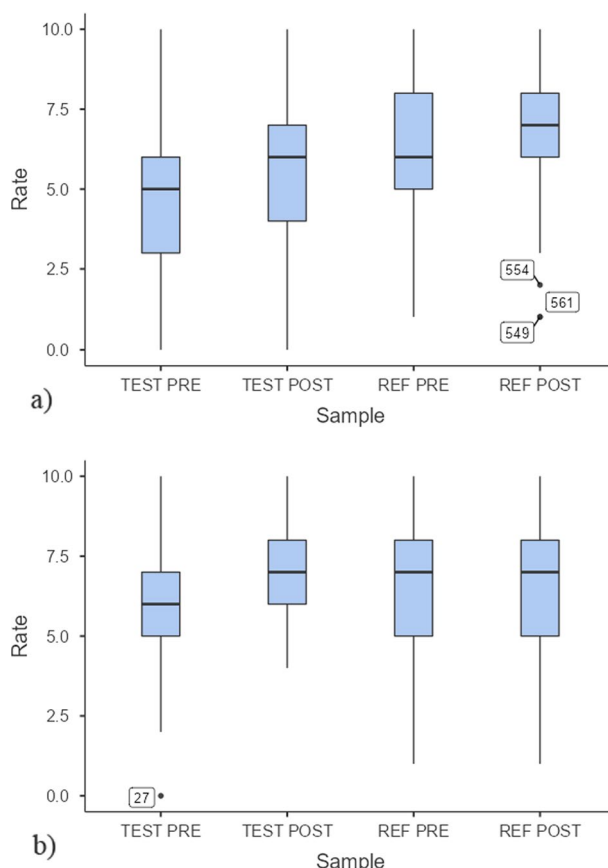 10.0
7.5
Rate
5.0
2.5
0.0
554
561
549
TEST PRE TEST POST REF PRE REF POST
a)
Sample
10.0
7.5
Rate
5.0
2.5
0.0
27
TEST PRE TEST POST REF PRE REF POST
b)
Sample